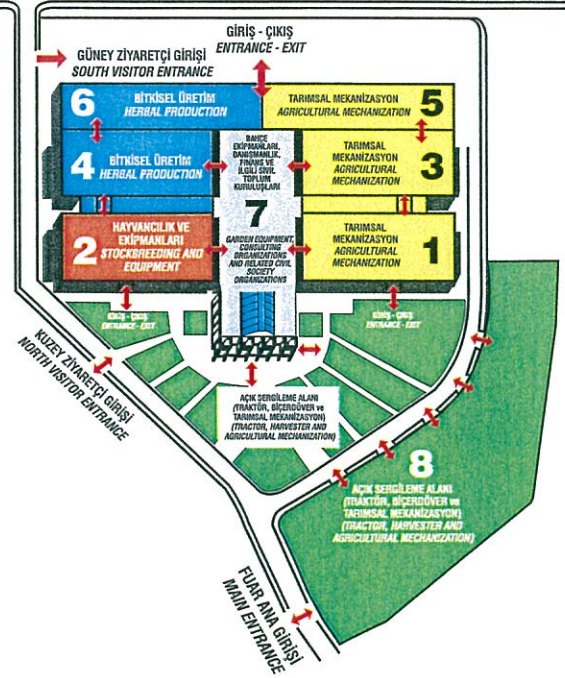 GİRİŞ - ÇIKIŞ
ENTRANCE - EXIT
GÜNEY ZİYARETÇİ GİRİŞİ
SOUTH VISITOR ENTRANCE
6
BİTKİSEL ÜRETİM
HERBAL PRODUCTION
TARIMSAL MEKANİZASYON
AGRICULTURAL MECHANIZATION
5
4
BİTKİSEL ÜRETİM
HERBAL PRODUCTION
BAHÇE
EKİPMANLARI,
DANIŞMANLIK,
FİNANS VE
İLGİLİ SİVİL
TOPLUM
KURULUŞLARI
7
GARDEN EQUIPMENT,
CONSULTING
ORGANIZATIONS
AND RELATED CIVIL
SOCIETY
ORGANIZATIONS
TARIMSAL
MEKANİZASYON
AGRICULTURAL
MECHANIZATION
3
2
HAYVANCILIK VE
EKİPMANLARI
STOCKBREEDING AND
EQUIPMENT
TARIMSAL
MEKANİZASYON
AGRICULTURAL
MECHANIZATION
1
GİRİŞ - ÇIKIŞ
ENTRANCE - EXIT
GİRİŞ - ÇIKIŞ
ENTRANCE - EXIT
KUZEY ZİYARETÇİ GİRİŞİ
NORTH VISITOR ENTRANCE
AÇIK SERGİLEME ALANI
(TRAKTÖR, BİÇERDÖVER ve
TARIMSAL MEKANİZASYON)
(TRACTOR, HARVESTER AND
AGRICULTURAL MECHANIZATION)
8
AÇIK SERGİLEME ALANI
(TRAKTÖR, BİÇERDÖVER ve
TARIMSAL MEKANİZASYON)
(TRACTOR, HARVESTER AND
AGRICULTURAL MECHANIZATION)
FUAR ANA GİRİŞİ
MAIN ENTRANCE